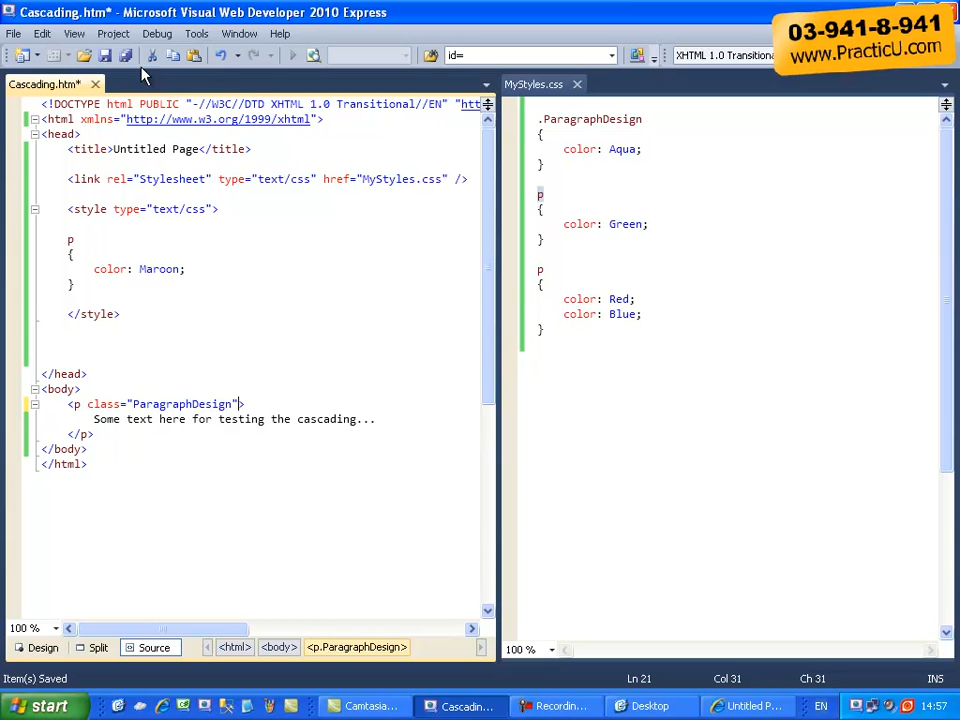 Cascading.htm* - Microsoft Visual Web Developer 2010 Express
03-941-8-941
www.PracticU.com
File Edit View Project Debug Tools Window Help
id=
XHTML 1.0 Transitiona
Cascading.htm*
MyStyles.css
<!DOCTYPE html PUBLIC "-//W3C//DTD XHTML 1.0 Transitional//EN" "htt
<html xmlns="http://www.w3.org/1999/xhtml">
<head>
<title>Untitled Page</title>
<link rel="Stylesheet" type="text/css" href="MyStyles.css" />
<style type="text/css">
p
{
color: Maroon;
}
</style>
</head>
<body>
<p class="ParagraphDesign">
Some text here for testing the cascading...
</p>
</body>
</html>
.ParagraphDesign
{
color: Aqua;
}
p
{
color: Green;
}
p
{
color: Red;
color: Blue;
}
100 %
100 %
Design Split Source <html> <body> <p.ParagraphDesign>
Item(s) Saved Ln 21 Col 31 Ch 31 INS
start Camtasia... Cascadin... Recordin... Desktop Untitled P... EN 14:57